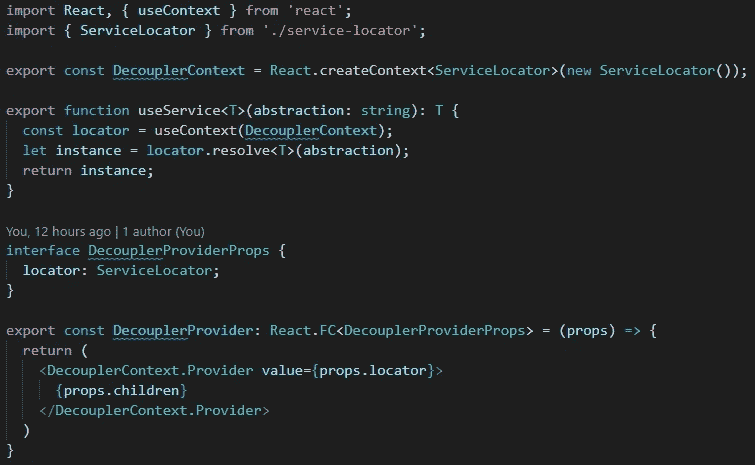 import React, { useContext } from 'react';
import { ServiceLocator } from './service-locator';
export const DecouplerContext = React.createContext<ServiceLocator>(new ServiceLocator());
export function useService<T>(abstraction: string): T {
const locator = useContext(DecouplerContext);
let instance = locator.resolve<T>(abstraction);
return instance;
}
You, 12 hours ago | 1 author (You)
interface DecouplerProviderProps {
locator: ServiceLocator;
}
export const DecouplerProvider: React.FC<DecouplerProviderProps> = (props) => {
return (
<DecouplerContext.Provider value={props.locator}>
{props.children}
</DecouplerContext.Provider>
)
}